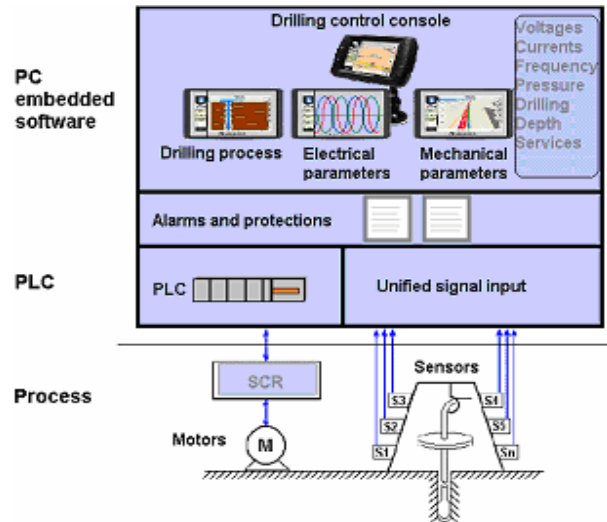 Drilling control console
Voltages
Currents
Frequency
Pressure
Drilling
Depth
Services
PC
embedded
software
Drilling process
Electrical
parameters
Mechanical
parameters
Alarms and protections
PLC
PLC
Unified signal input
Process
SCR
Sensors
S3
S4
S2
S5
S1
Sn
Motors
M